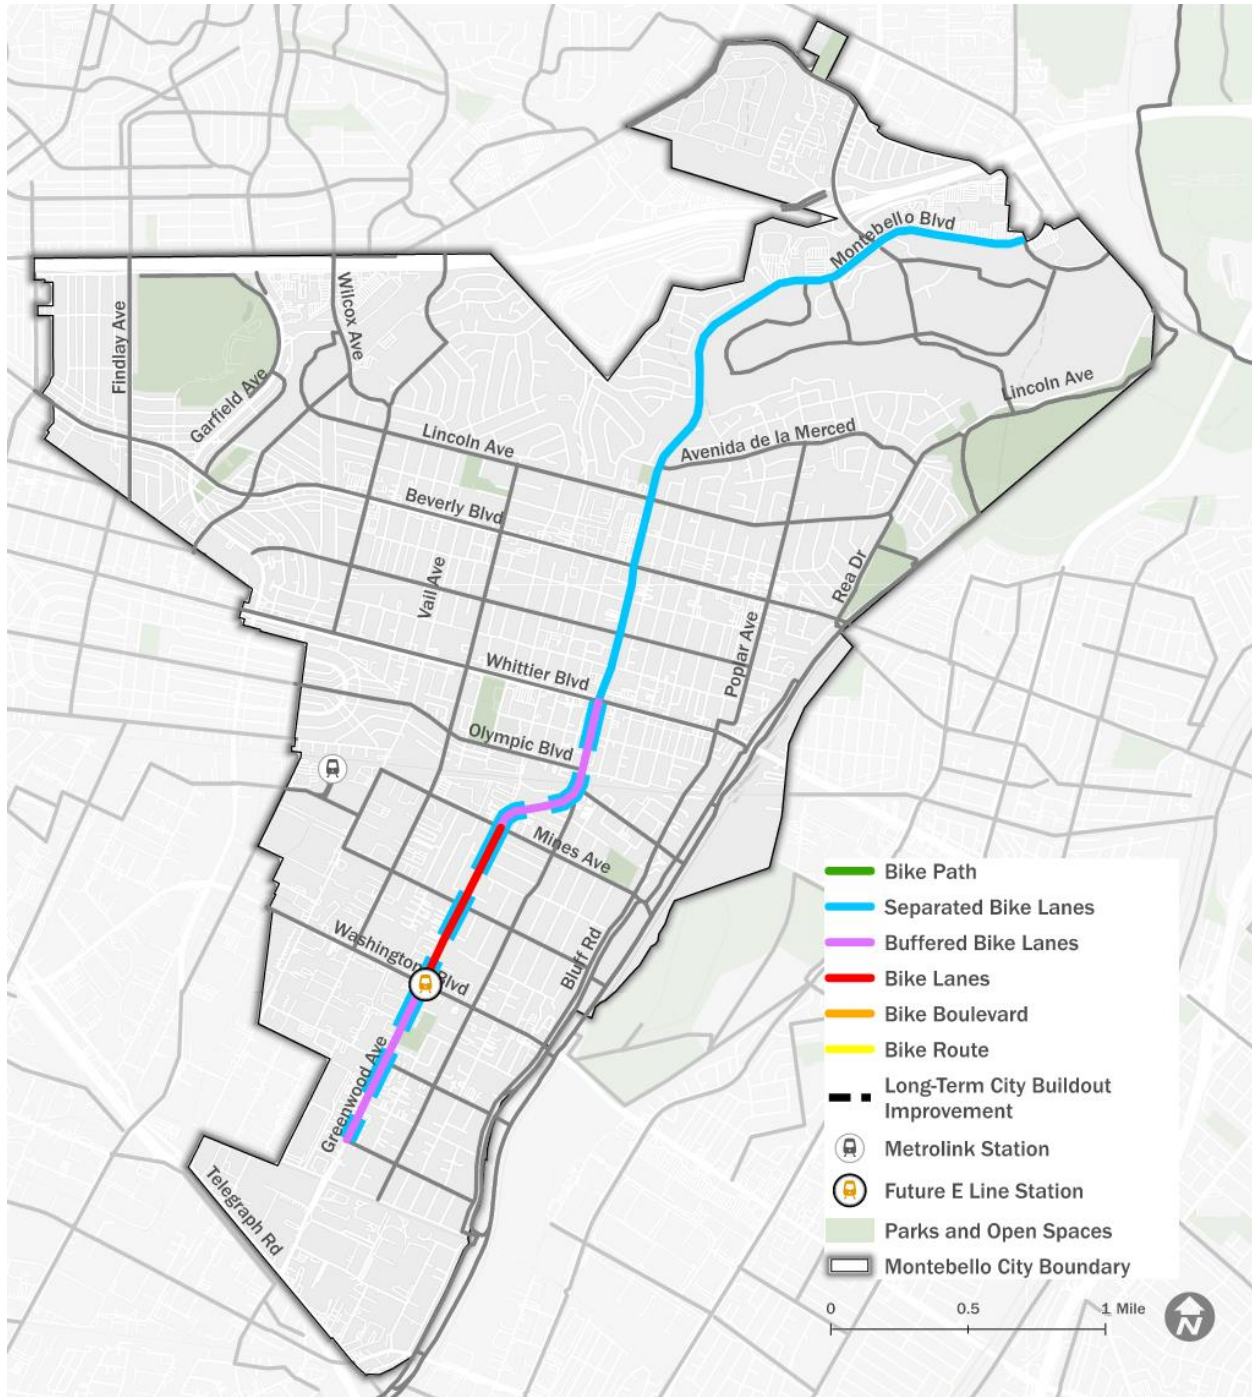 Montebello Blvd
Findlay Ave
Wilcox Ave
Garfield Ave
Lincoln Ave
Lincoln Ave
Avenida de la Merced
Beverly Blvd
Vail Ave
Rea Dr
Poplar Ave
Whittier Blvd
Olympic Blvd
Mines Ave
Washington Blvd
Bluff Rd
Greenwood Ave
Telegraph Rd
Bike Path
Separated Bike Lanes
Buffered Bike Lanes
Bike Lanes
Bike Boulevard
Bike Route
Long-Term City Buildout
Improvement
Metrolink Station
Future E Line Station
Parks and Open Spaces
Montebello City Boundary
0 0.5 1 Mile
N